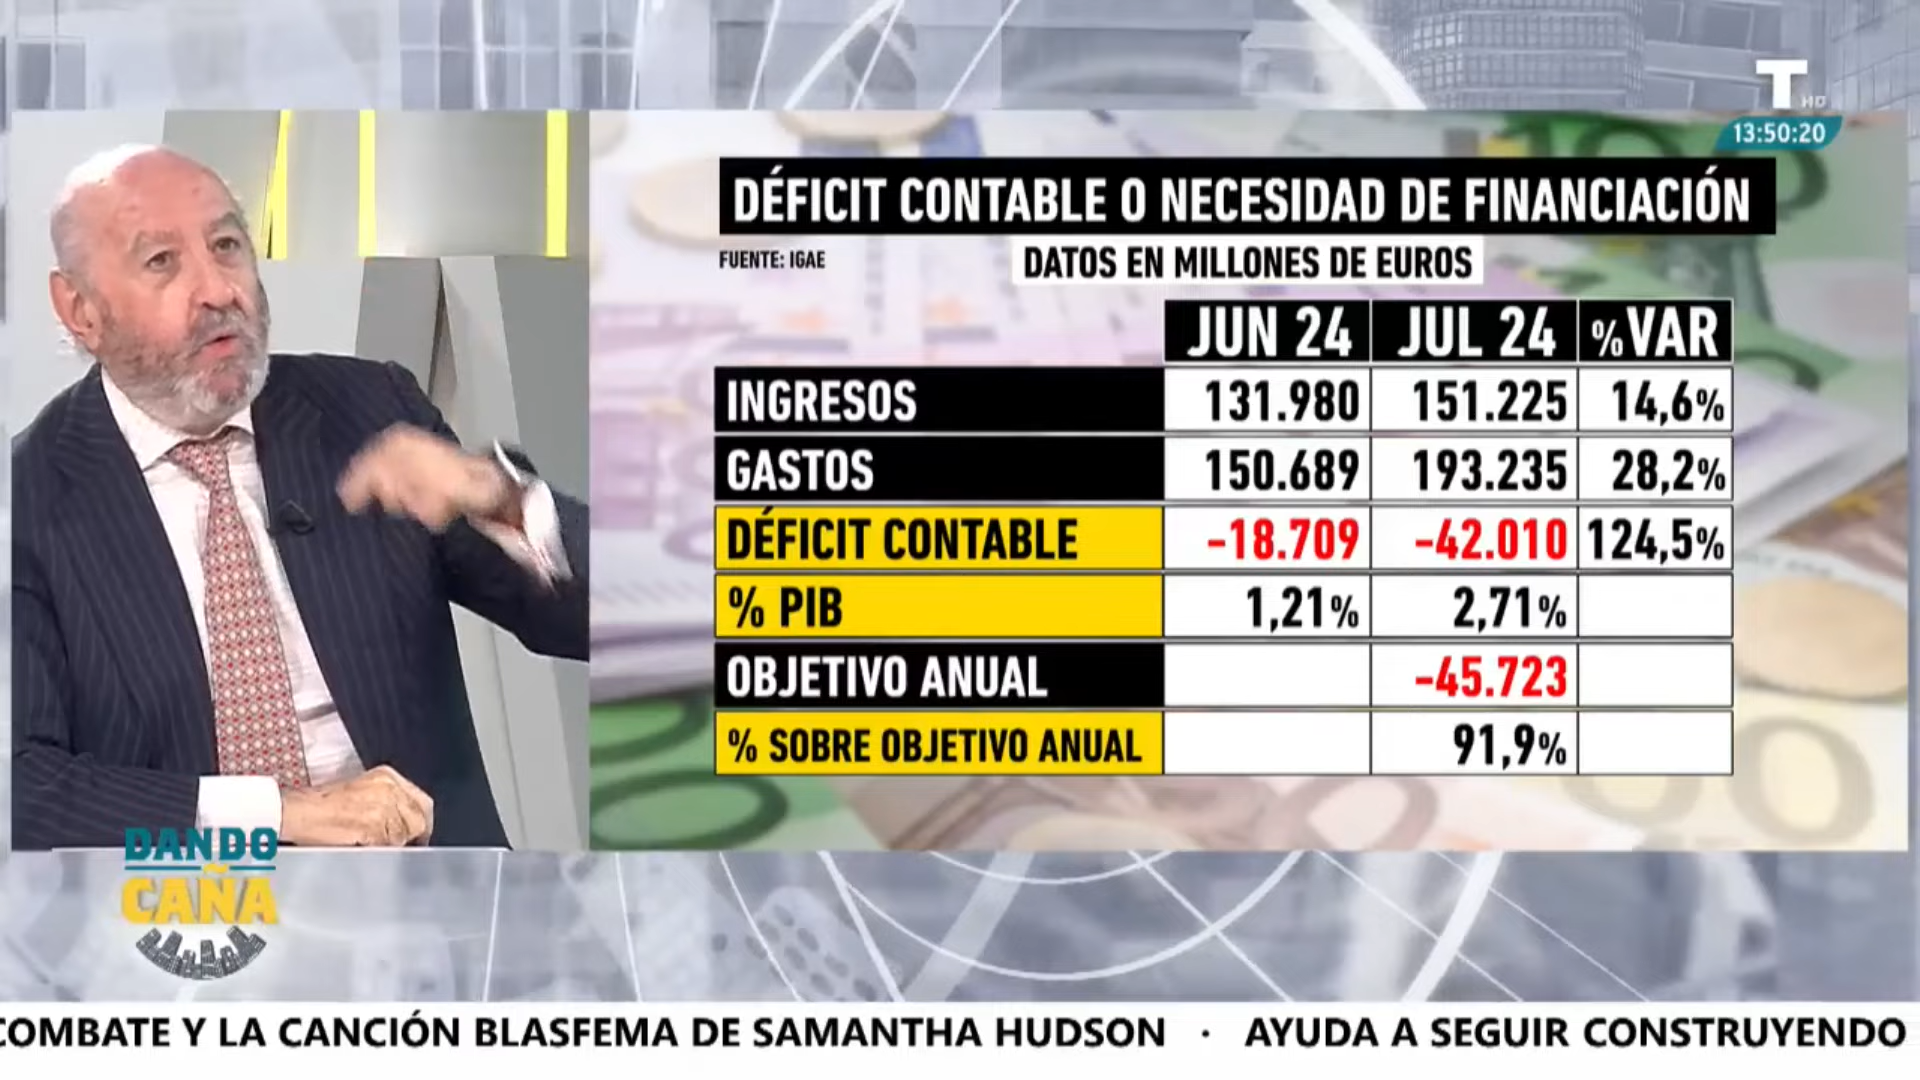 T HD
13:50:20
DÉFICIT CONTABLE O NECESIDAD DE FINANCIACIÓN
FUENTE: IGAE
DATOS EN MILLONES DE EUROS
JUN 24 JUL 24 %VAR
INGRESOS 131.980 151.225 14,6%
GASTOS 150.689 193.235 28,2%
DÉFICIT CONTABLE -18.709 -42.010 124,5%
% PIB 1,21% 2,71%
OBJETIVO ANUAL -45.723
% SOBRE OBJETIVO ANUAL 91,9%
DANDO
CAÑA
COMBATE Y LA CANCIÓN BLASFEMA DE SAMANTHA HUDSON · AYUDA A SEGUIR CONSTRUYENDO